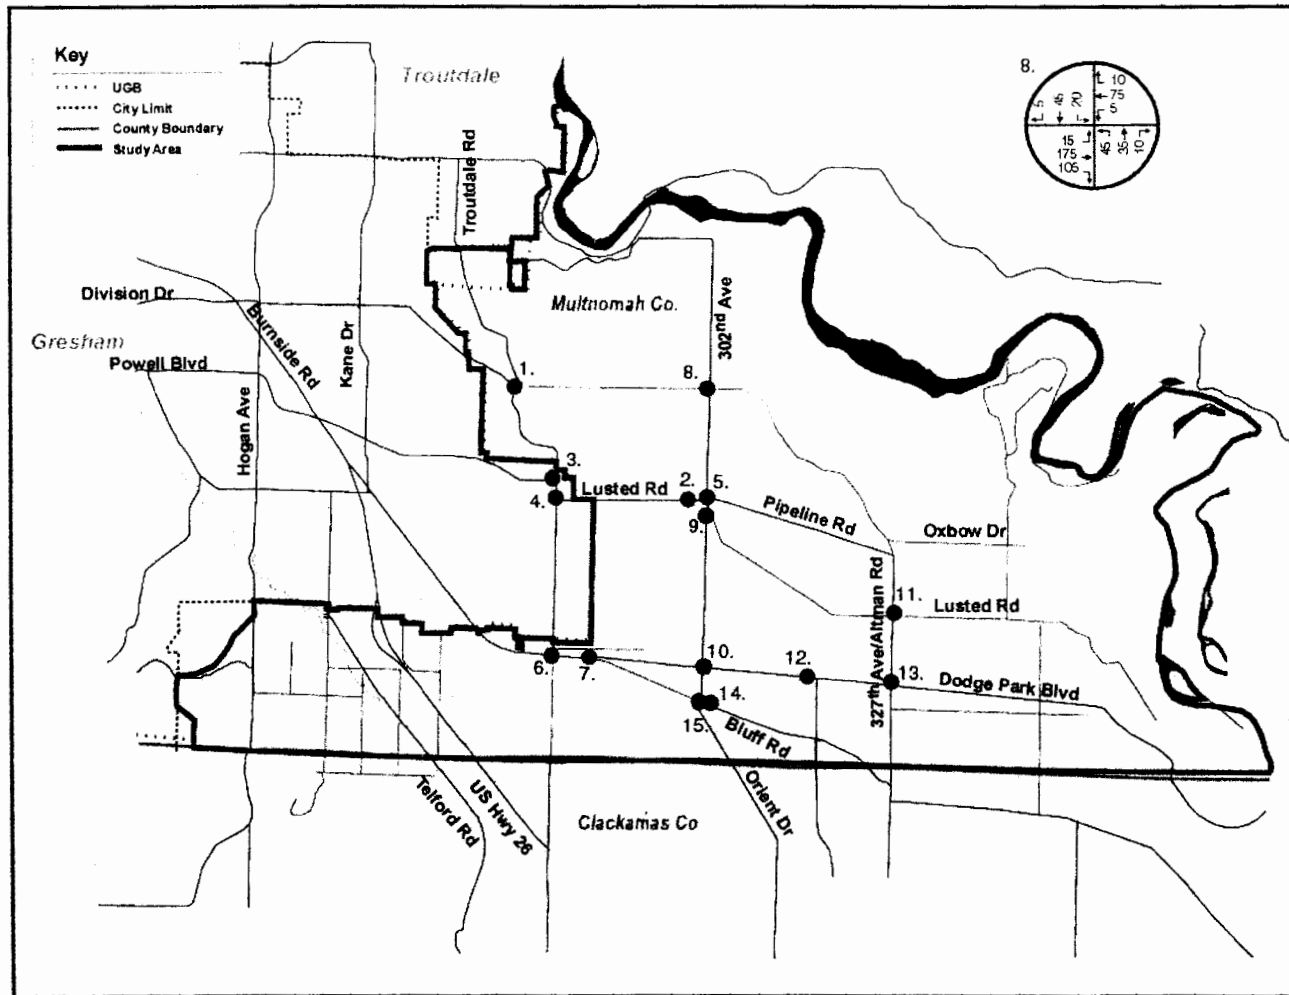 Key
UGB
City Limit
County Boundary
Study Area
Troutdale
8.
5 45 20
10
75
5
15
175
105
45 35 10
Troutdale Rd
Division Dr
Gresham
Powell Blvd
Burnside Rd
Kane Dr
Hogan Ave
Multnomah Co.
302nd Ave
1.
8.
3.
4.
Lusted Rd
2.
5.
9.
Pipeline Rd
Oxbow Dr
327th Ave/Altman Rd
11.
Lusted Rd
6.
7.
10.
12.
13.
Dodge Park Blvd
14.
15.
Bluff Rd
Orient Dr
Telford Rd
US Hwy 26
Clackamas Co